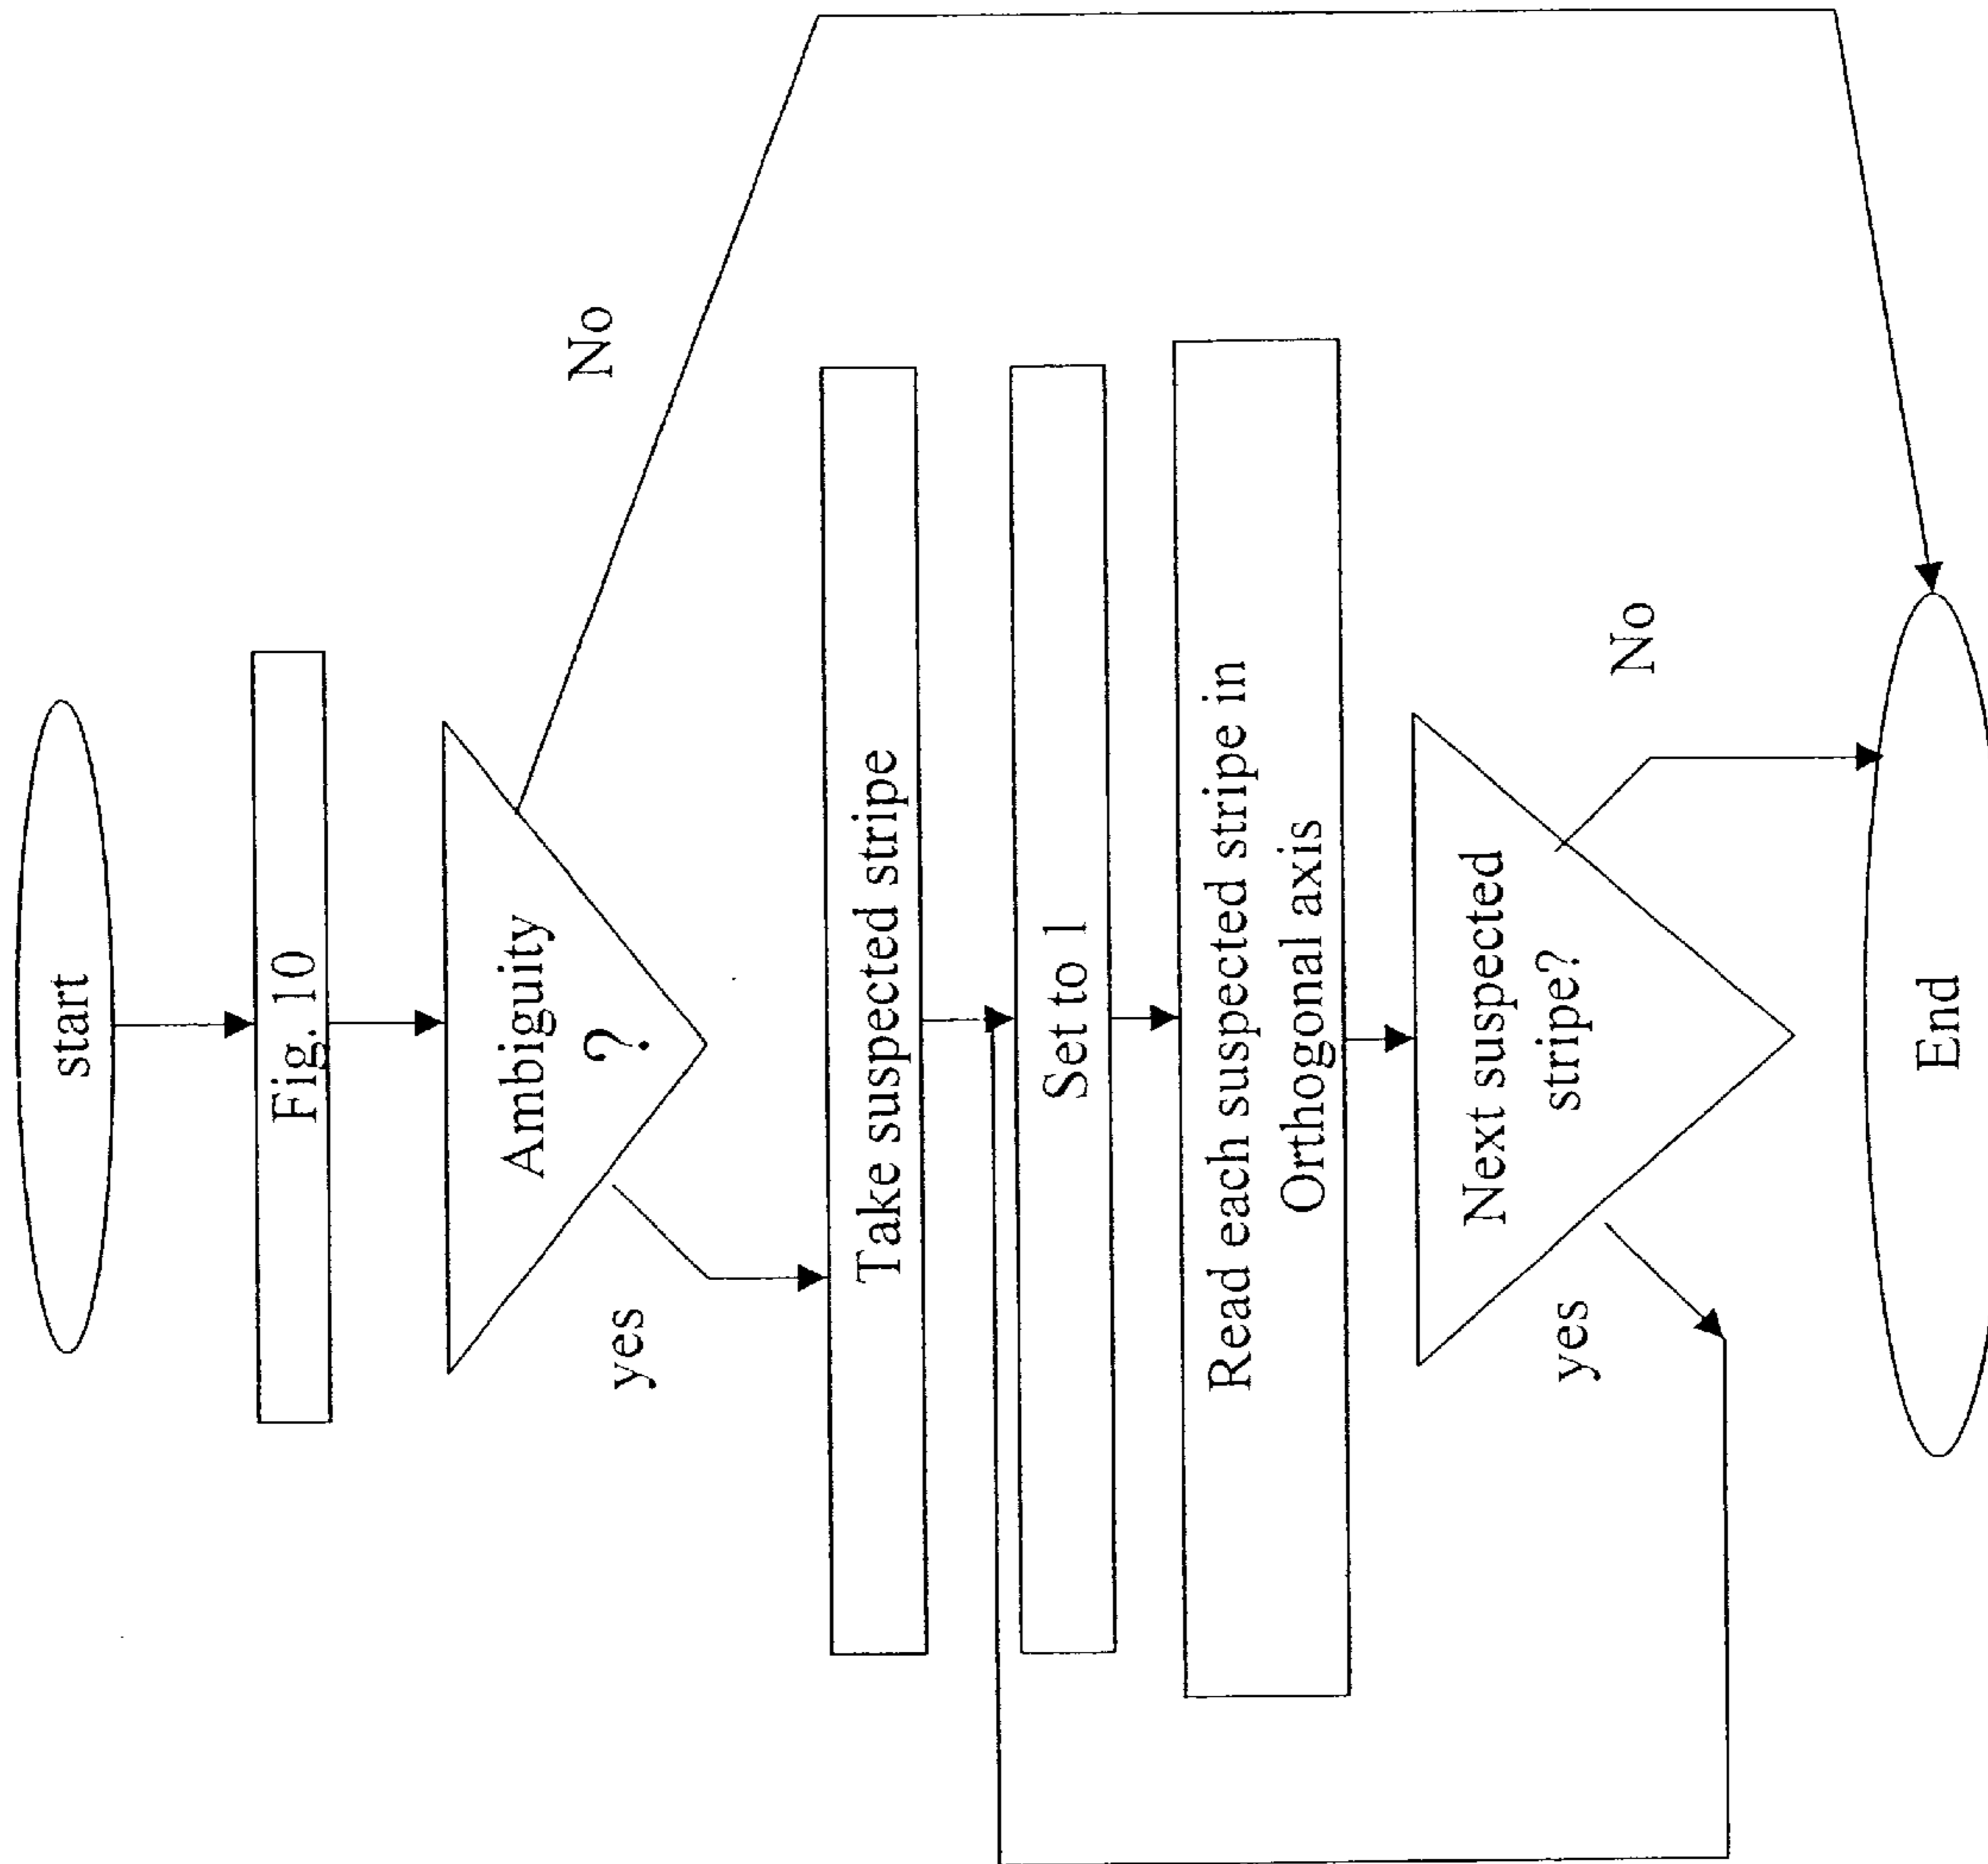 start
Fig. 10
Ambiguity
?
No
yes
Take suspected stripe
Set to 1
Read each suspected stripe in
Orthogonal axis
Next suspected
stripe?
No
yes
End